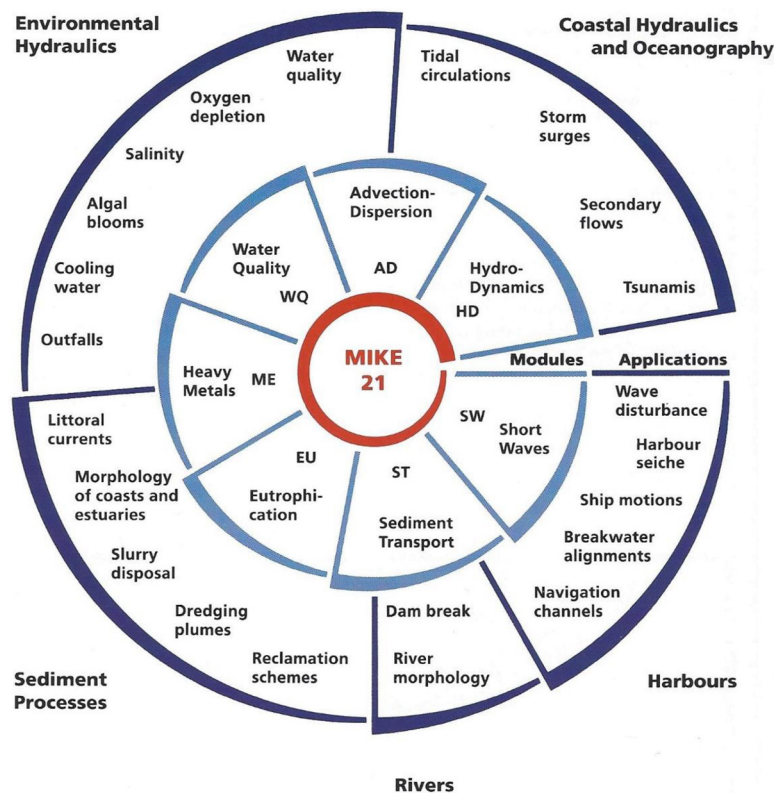 Environmental
Hydraulics
Coastal Hydraulics
and Oceanography
Water
quality
Oxygen
depletion
Salinity
Algal
blooms
Cooling
water
Outfalls
Tidal
circulations
Storm
surges
Secondary
flows
Tsunamis
Advection-
Dispersion
AD
Water
Quality
WQ
Hydro-
Dynamics
HD
MIKE
21
Modules
Applications
Heavy
Metals
ME
EU
Eutrophi-
cation
ST
Sediment
Transport
SW
Short
Waves
Wave
disturbance
Harbour
seiche
Ship motions
Breakwater
alignments
Navigation
channels
Littoral
currents
Morphology
of coasts and
estuaries
Slurry
disposal
Dredging
plumes
Reclamation
schemes
Dam break
River
morphology
Sediment
Processes
Harbours
Rivers